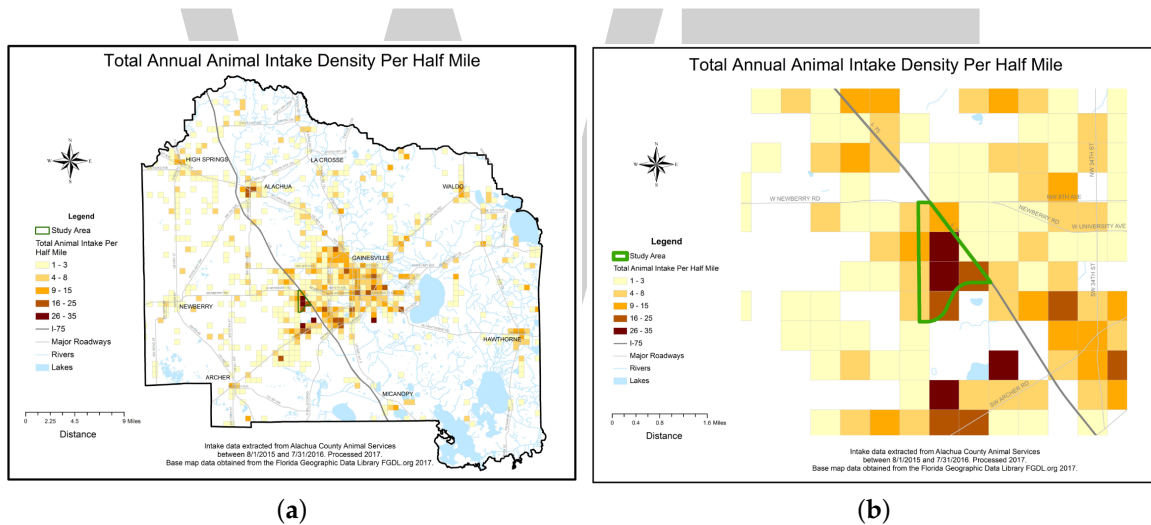 Total Annual Animal Intake Density Per Half Mile
HIGH SPRINGS
LA CROSSE
ALACHUA
WALDO
GAINESVILLE
NEWBERRY
HAWTHORNE
ARCHER
MICANOPY
N
W E
S
Legend
Study Area
Total Animal Intake Per
Half Mile
1 - 3
4 - 8
9 - 15
16 - 25
26 - 35
I-75
Major Roadways
Rivers
Lakes
0 2.25 4.5 9 Miles
Distance
Intake data extracted from Alachua County Animal Services
between 8/1/2015 and 7/31/2016. Processed 2017.
Base map data obtained from the Florida Geographic Data Library FGDL.org 2017.
(a)
Total Annual Animal Intake Density Per Half Mile
N
W E
S
I-75
NW 34TH ST
W NEWBERRY RD
NEWBERRY RD
W UNIVERSITY AVE
SW 34TH ST
SW ARCHER RD
Legend
Study Area
Total Animal Intake Per Half Mile
1 - 3
4 - 8
9 - 15
16 - 25
26 - 35
I-75
Major Roadways
Rivers
Lakes
0 0.4 0.8 1.6 Miles
Distance
Intake data extracted from Alachua County Animal Services
between 8/1/2015 and 7/31/2016. Processed 2017.
Base map data obtained from the Florida Geographic Data Library FGDL.org 2017.
(b)